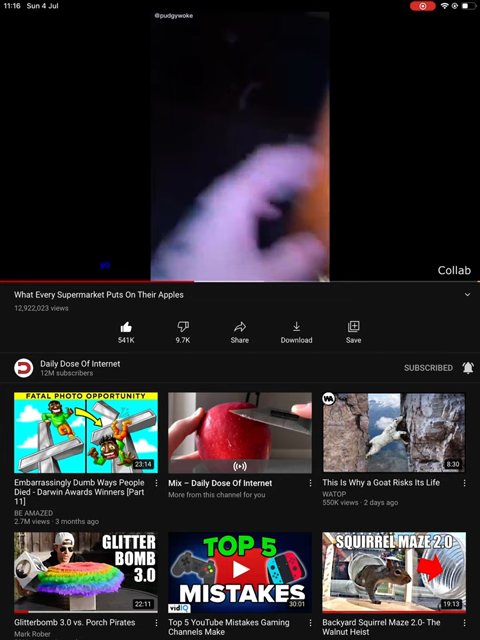 11:16 Sun 4 Jul
@pudgywoke
yo
Collab
What Every Supermarket Puts On Their Apples
12,922,023 views
541K
9.7K
Share
Download
Save
Daily Dose Of Internet
12M subscribers
SUBSCRIBED
FATAL PHOTO OPPORTUNITY
23:14
Embarrassingly Dumb Ways People
Died - Darwin Awards Winners [Part
11]
BE AMAZED
2.7M views · 3 months ago
Mix – Daily Dose Of Internet
More from this channel for you
WA
8:30
This Is Why a Goat Risks Its Life
WATOP
550K views · 2 days ago
GLITTER
BOMB
3.0
22:11
Glitterbomb 3.0 vs. Porch Pirates
Mark Rober
TOP 5
YOUTUBE
MISTAKES
vidIQ
30:01
Top 5 YouTube Mistakes Gaming
Channels Make
SQUIRREL MAZE 2.0
19:13
Backyard Squirrel Maze 2.0- The
Walnut Heist